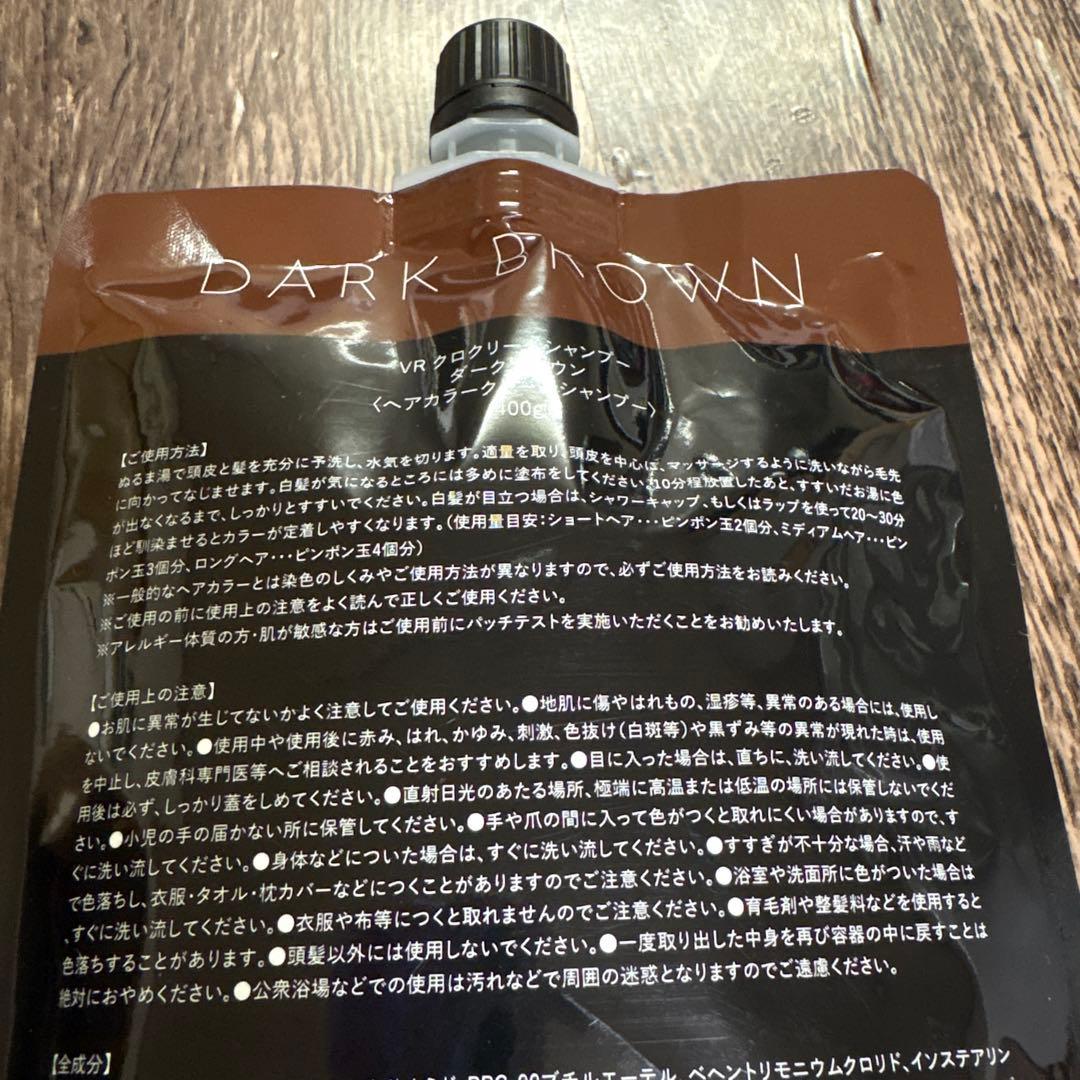 DARK BROWN
VR クロクリームシャンプー
ダークブラウン
〈ヘアカラークリームシャンプー〉
400g
【ご使用方法】
ぬるま湯で頭皮と髪を充分に予洗し、水気を切ります。適量を取り、頭皮を中心に、マッサージするように洗いながら毛先
に向かってなじませます。白髪が気になるところには多めに塗布をしてください。10分程放置したあと、すすいだお湯に色
が出なくなるまで、しっかりとすすいでください。白髪が目立つ場合は、シャワーキャップ、もしくはラップを使って20〜30分
ほど馴染ませるとカラーが定着しやすくなります。(使用量目安:ショートヘア・・・ピンポン玉2個分、ミディアムヘア・・・ピン
ポン玉3個分、ロングヘア・・・ピンポン玉4個分)
※一般的なヘアカラーとは染色のしくみやご使用方法が異なりますので、必ずご使用方法をお読みください。
※ご使用の前に使用上の注意をよく読んで正しくご使用ください。
※アレルギー体質の方・肌が敏感な方はご使用前にパッチテストを実施いただくことをお勧めいたします。
【ご使用上の注意】
●お肌に異常が生じてないかよく注意してご使用ください。●地肌に傷やはれもの、湿疹等、異常のある場合には、使用し
ないでください。●使用中や使用後に赤み、はれ、かゆみ、刺激、色抜け(白斑等)や黒ずみ等の異常が現れた時は、使用
を中止し、皮膚科専門医等へご相談されることをおすすめします。●目に入った場合は、直ちに、洗い流してください。●使
用後は必ず、しっかり蓋をしめてください。●直射日光のあたる場所、極端に高温または低温の場所には保管しないでくだ
さい。●小児の手の届かない所に保管してください。●手や爪の間に入って色がつくと取れにくい場合がありますので、す
ぐに洗い流してください。●身体などについた場合は、すぐに洗い流してください。●すすぎが不十分な場合、汗や雨など
で色落ちし、衣服・タオル・枕カバーなどにつくことがありますのでご注意ください。●浴室や洗面所に色がついた場合は
、すぐに洗い流してください。●衣服や布等につくと取れませんのでご注意ください。●育毛剤や整髪料などを使用すると
色落ちすることがあります。●頭髪以外には使用しないでください。●一度取り出した中身を再び容器の中に戻すことは
絶対におやめください。●公衆浴場などでの使用は汚れなどで周囲の迷惑となりますのでご遠慮ください。
【全成分】
ブチルエーテル、ベヘントリモニウムクロリド、イソステアリン